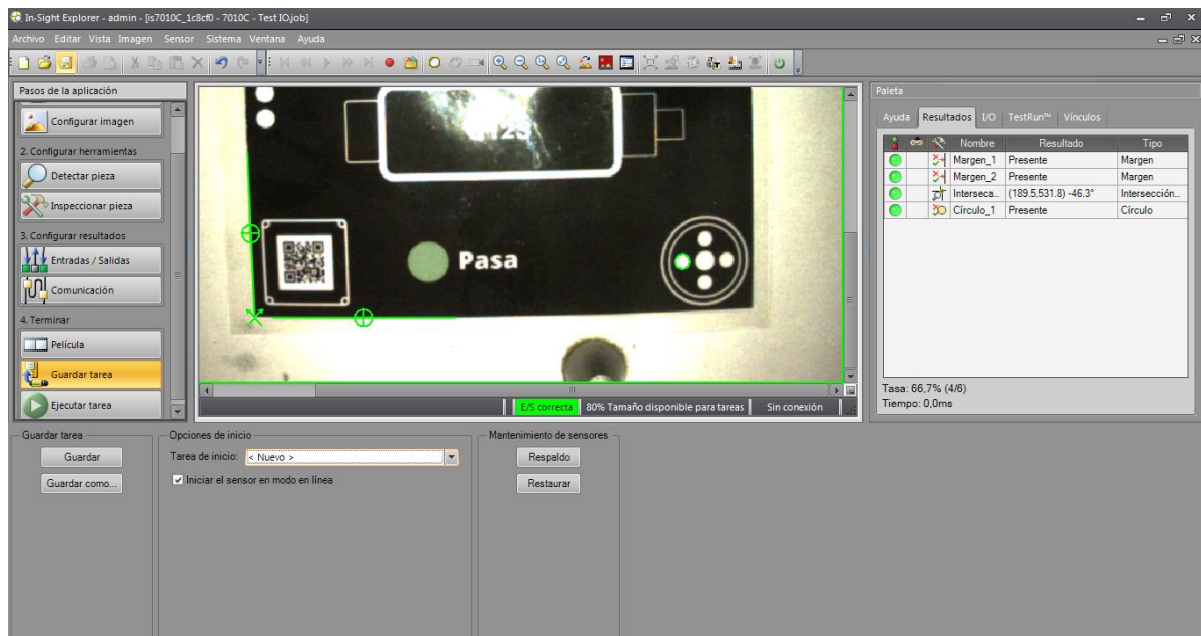 In-Sight Explorer - admin - [is7010C_1c8cf0 - 7010C - Test IO.job]
Archivo Editar Vista Imagen Sensor Sistema Ventana Ayuda
Pasos de la aplicación
Configurar imagen
2. Configurar herramientas
Detectar pieza
Inspeccionar pieza
3. Configurar resultados
Entradas / Salidas
Comunicación
4. Terminar
Película
Guardar tarea
Ejecutar tarea
Pasa
E/S correcta 80% Tamaño disponible para tareas Sin conexión
Paleta
Ayuda Resultados I/O TestRun™ Vínculos
Nombre Resultado Tipo
Margen_1 Presente Margen
Margen_2 Presente Margen
Interseca... (189.5,531.8) -46.3° Intersección...
Círculo_1 Presente Círculo
Tasa: 66,7% (4/6)
Tiempo: 0,0ms
Guardar tarea
Guardar
Guardar como...
Opciones de inicio
Tarea de inicio: < Nuevo >
Iniciar el sensor en modo en línea
Mantenimiento de sensores
Respaldo
Restaurar